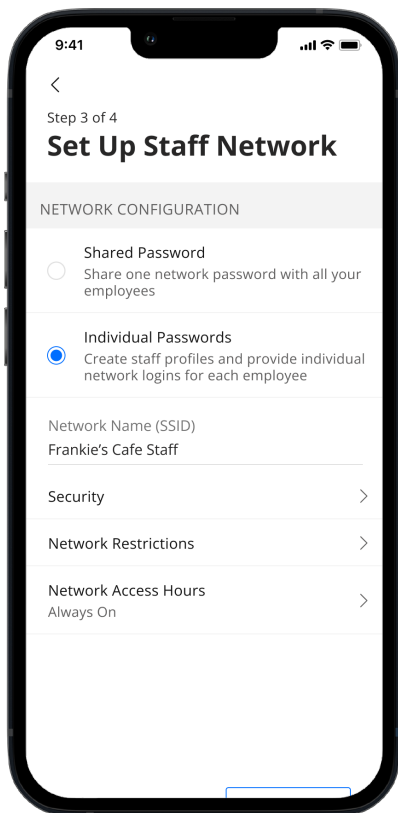 9:41
Step 3 of 4
Set Up Staff Network
NETWORK CONFIGURATION
Shared Password
Share one network password with all your
employees
Individual Passwords
Create staff profiles and provide individual
network logins for each employee
Network Name (SSID)
Frankie's Cafe Staff
Security
Network Restrictions
Network Access Hours
Always On